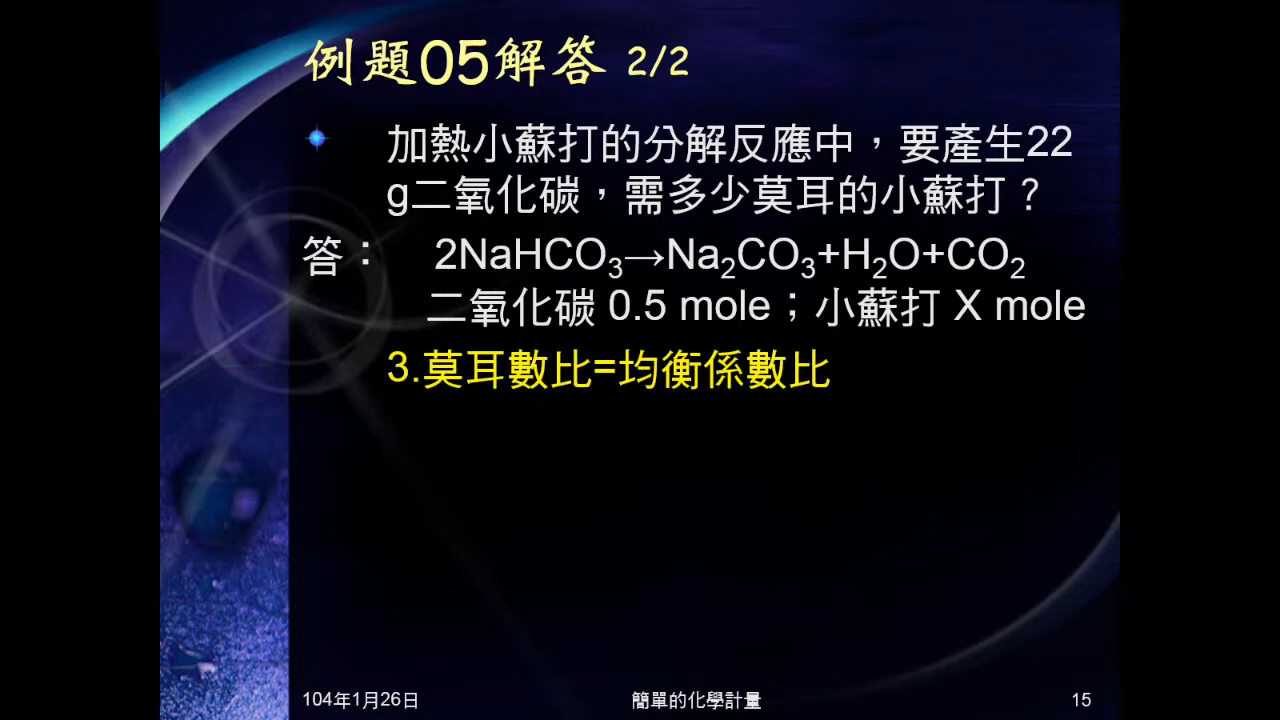 例題05解答 2/2
加熱小蘇打的分解反應中，要產生22
g二氧化碳，需多少莫耳的小蘇打？
答： 2NaHCO₃→Na₂CO₃+H₂O+CO₂
二氧化碳 0.5 mole；小蘇打 X mole
3.莫耳數比=均衡係數比
104年1月26日 簡單的化學計量 15